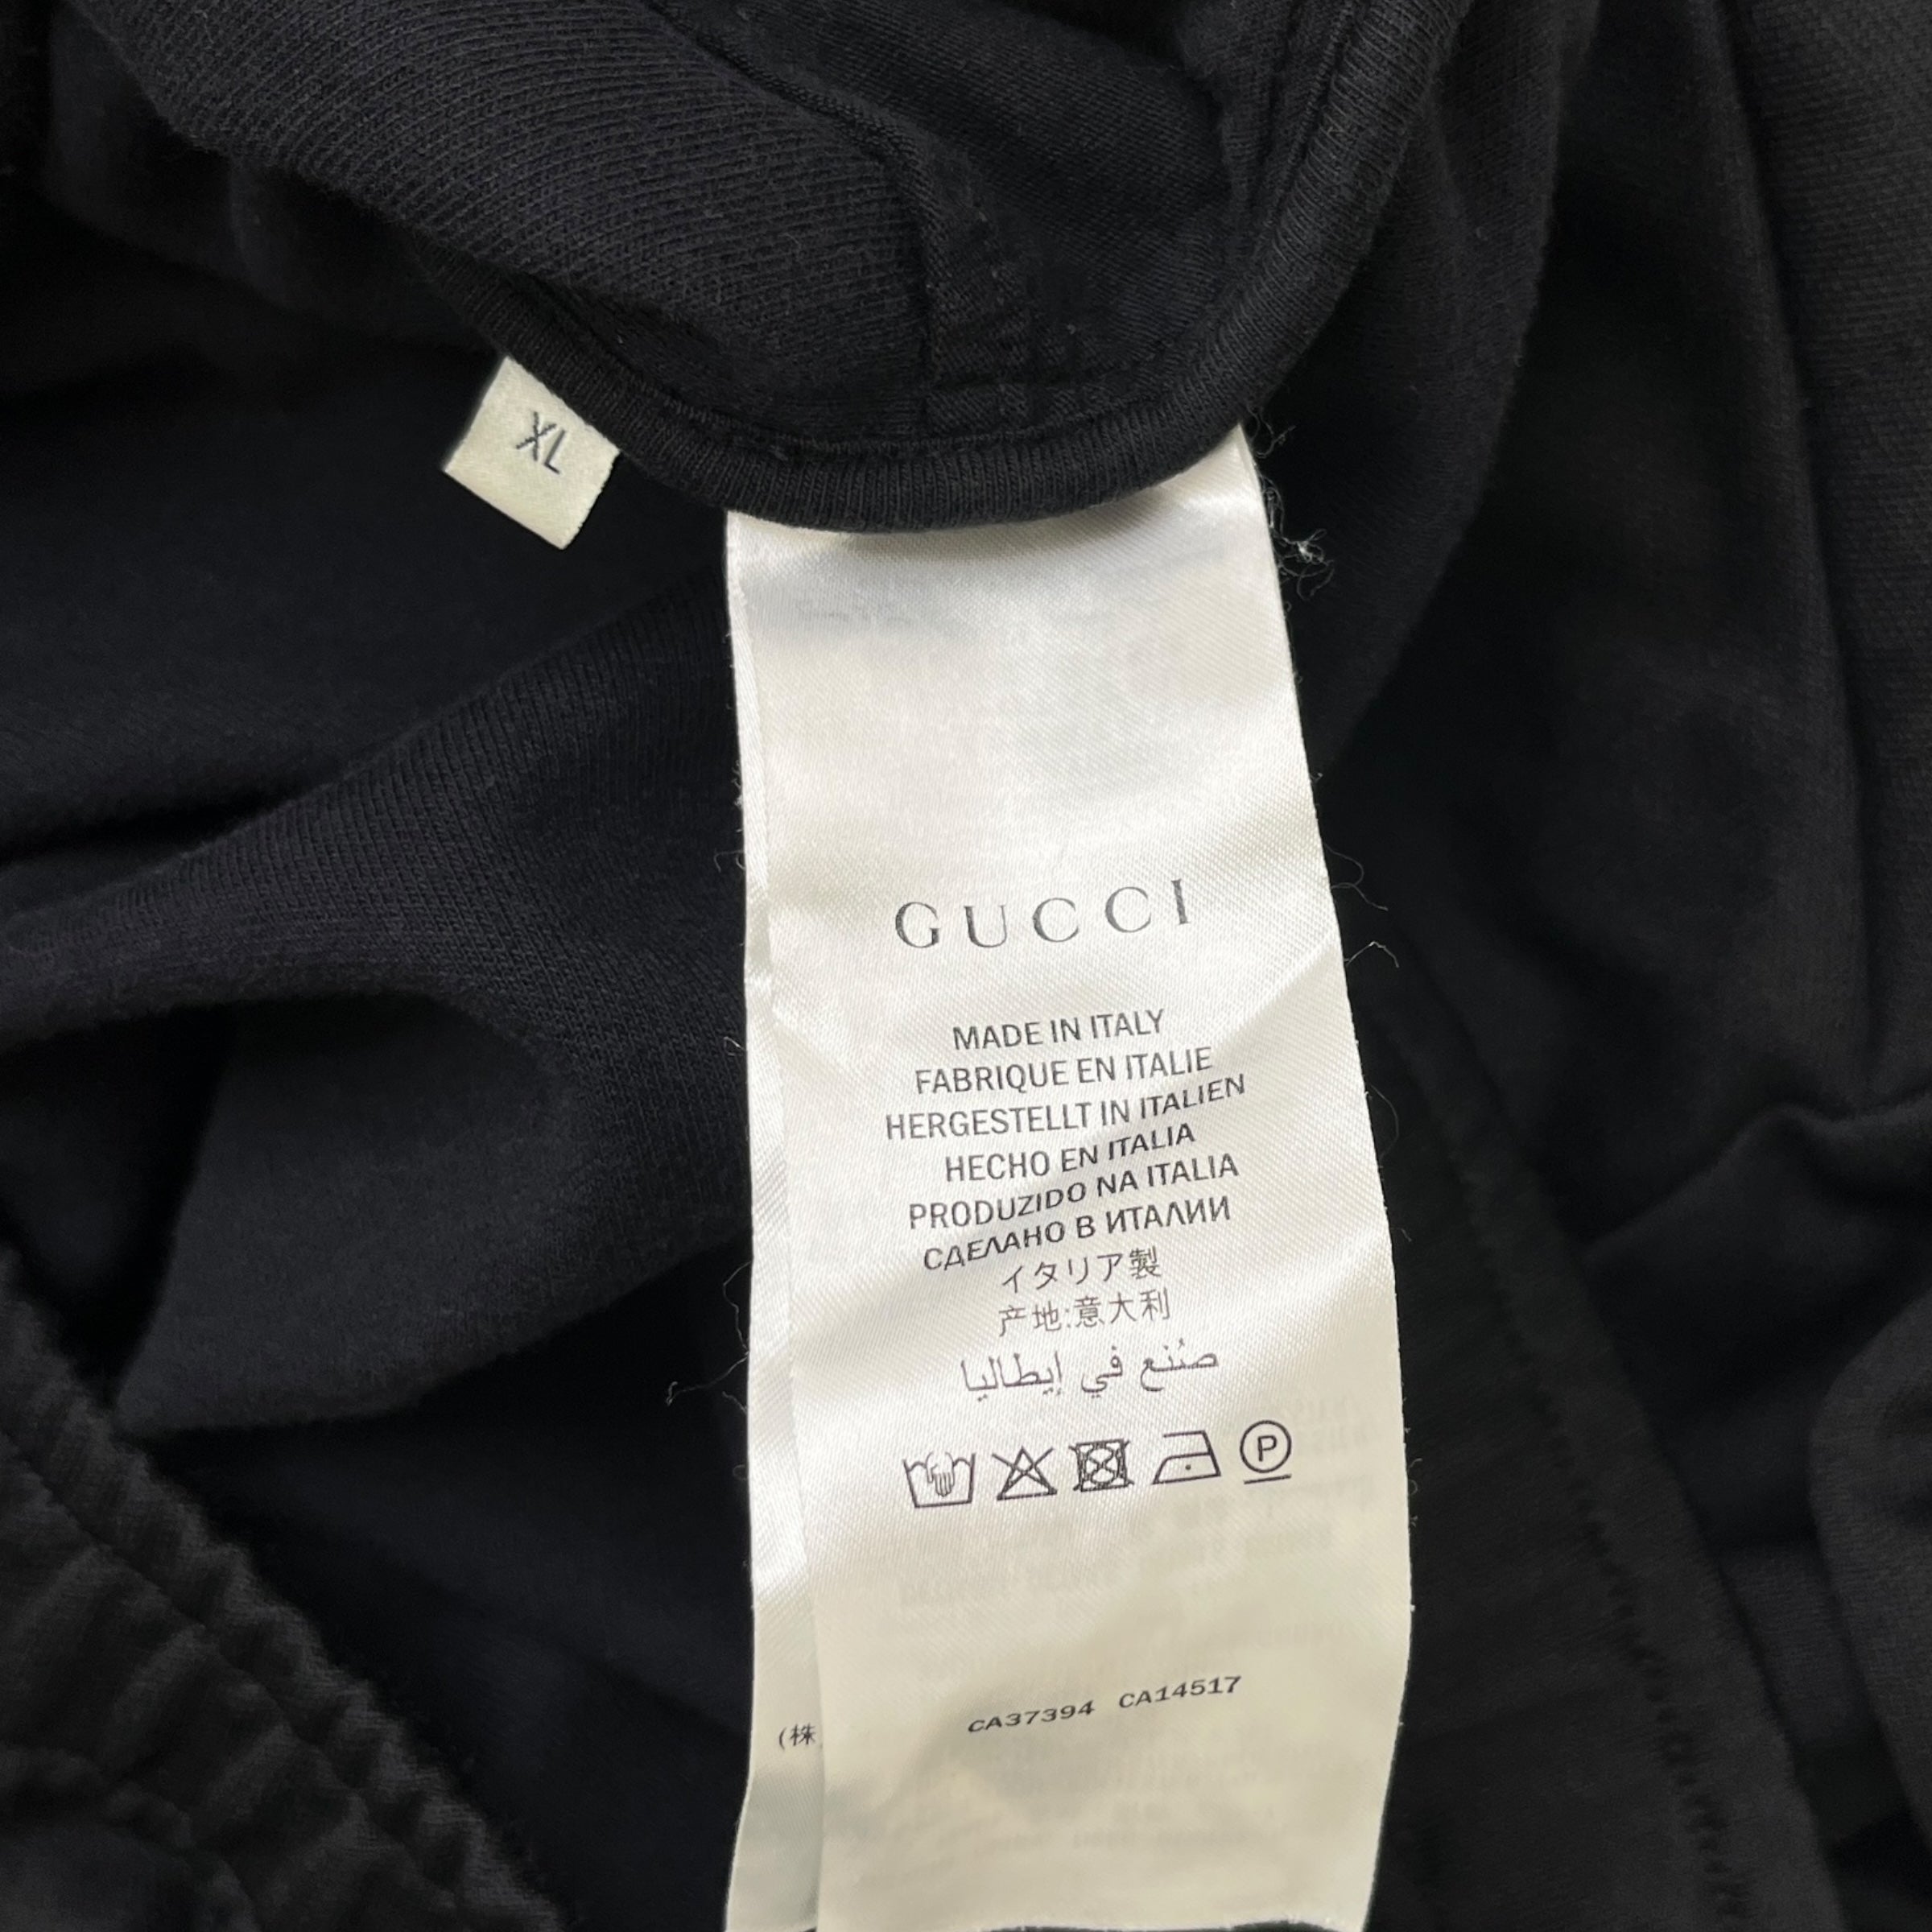 XL
GUCCI
MADE IN ITALY
FABRIQUE EN ITALIE
HERGESTELLT IN ITALIEN
HECHO EN ITALIA
PRODUZIDO NA ITALIA
СДЕЛАНО В ИТАЛИИ
イタリア製
产地:意大利
صُنع في إيطاليا
P
CA37394 CA14517
(株